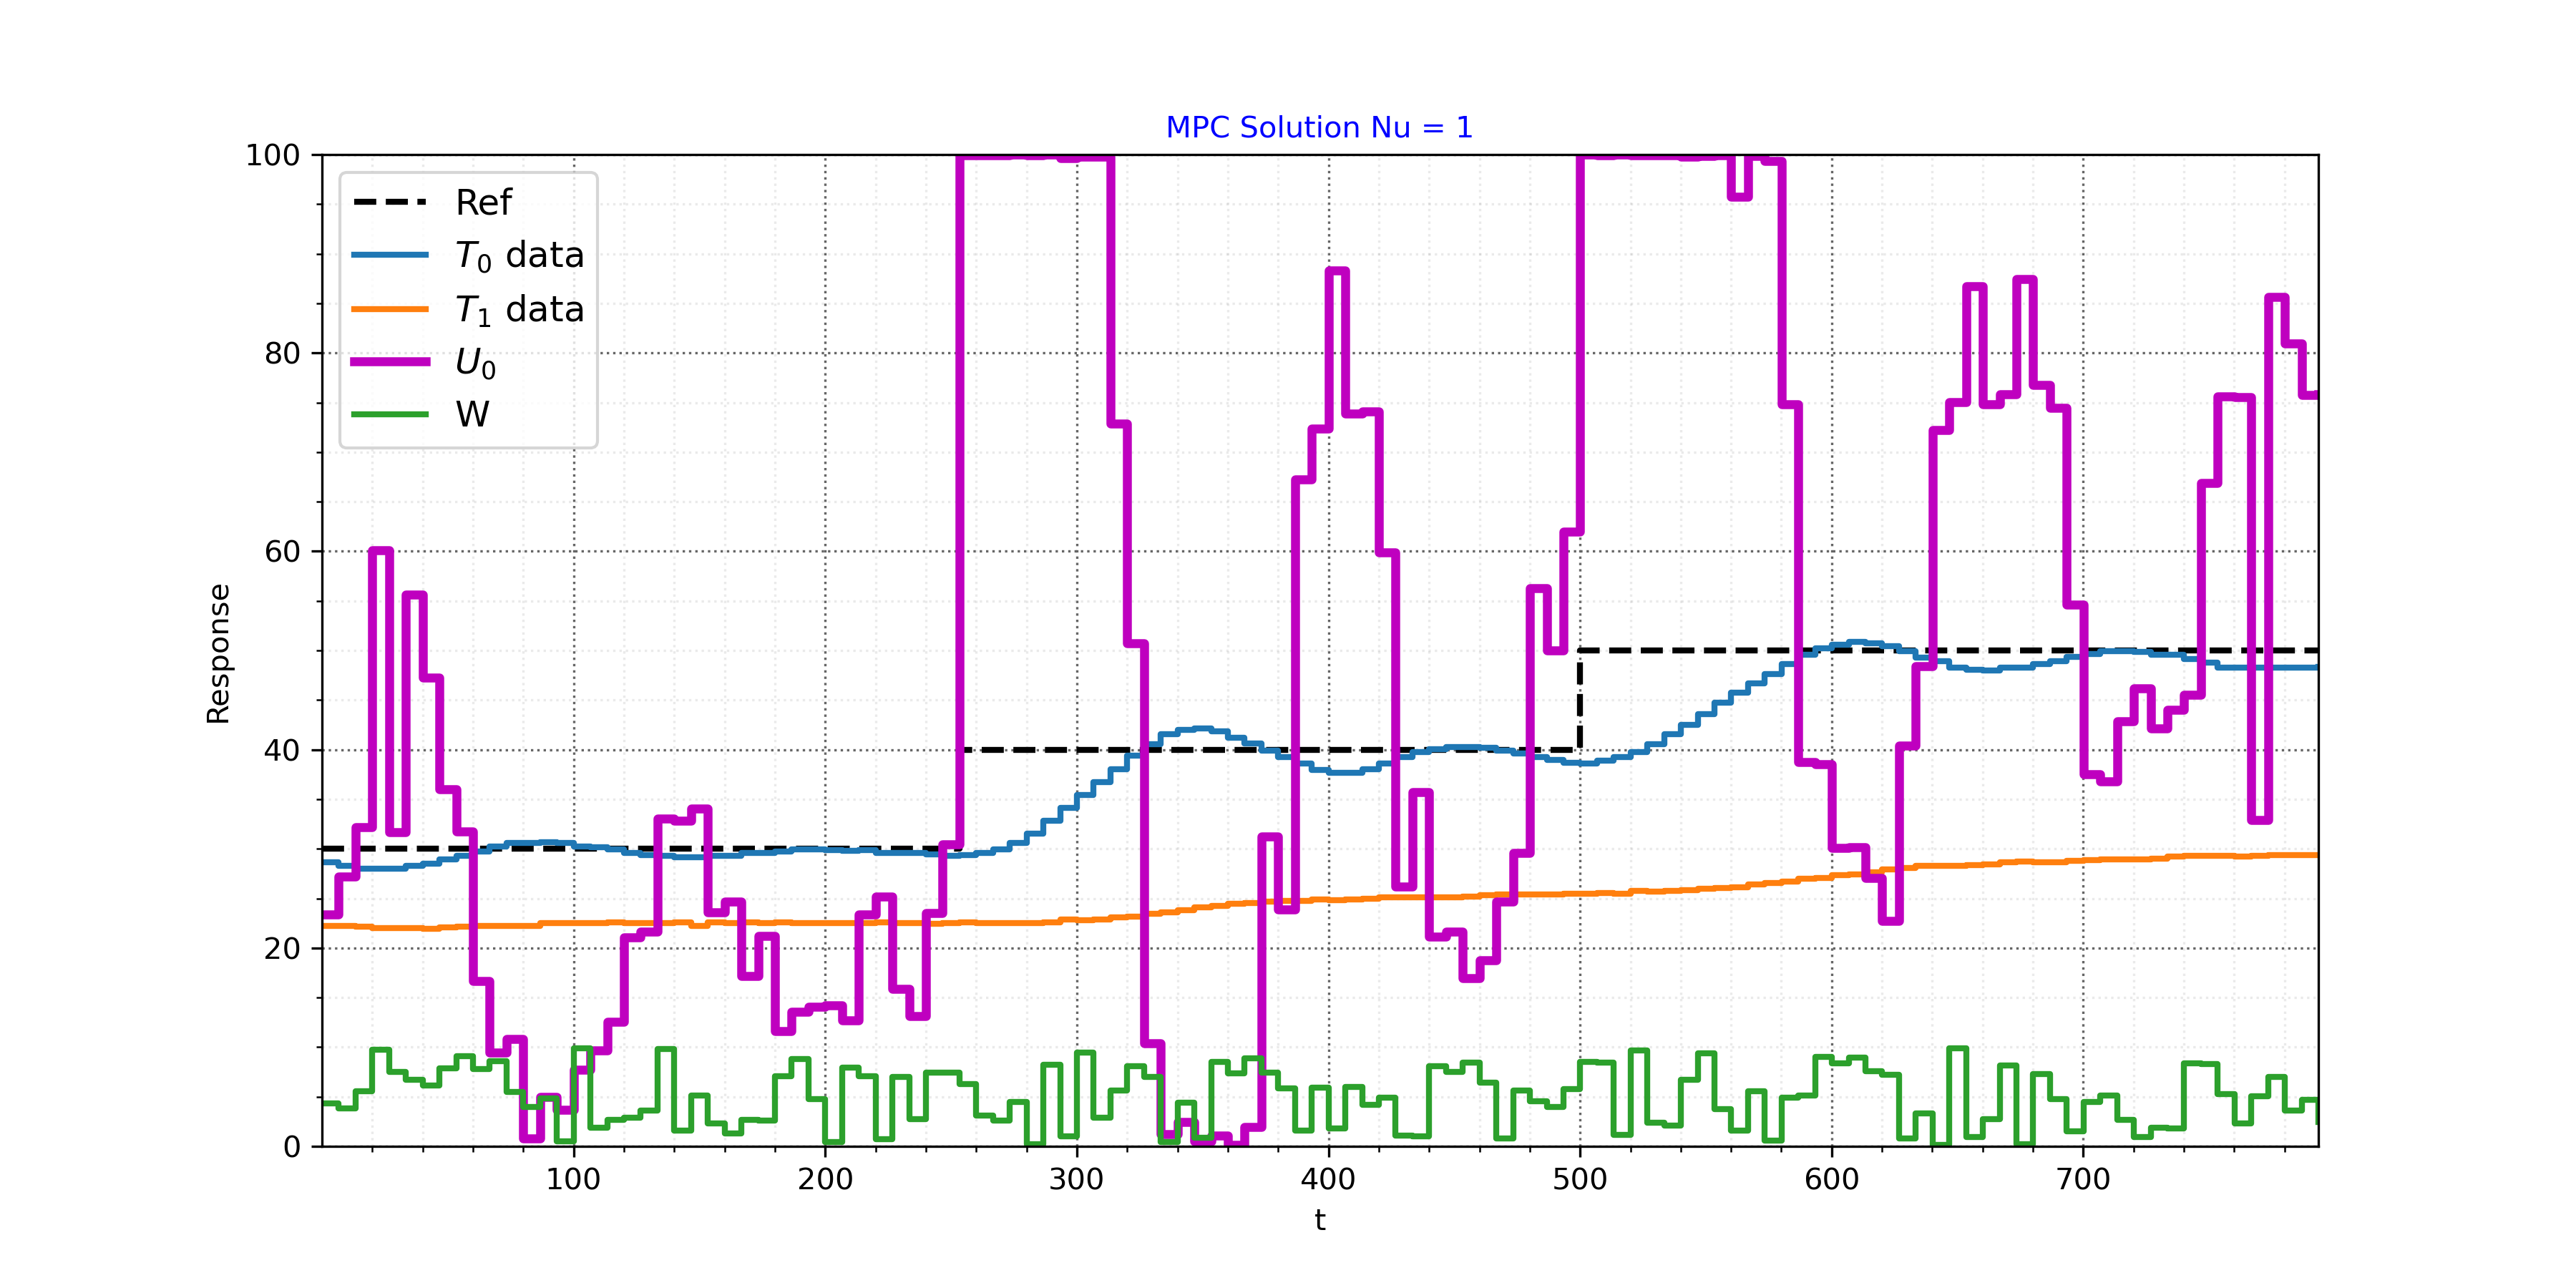 MPC Solution Nu = 1
Response
100
80
60
40
20
0
Ref
T₀ data
T₁ data
U₀
W
100 200 300 400 500 600 700
t